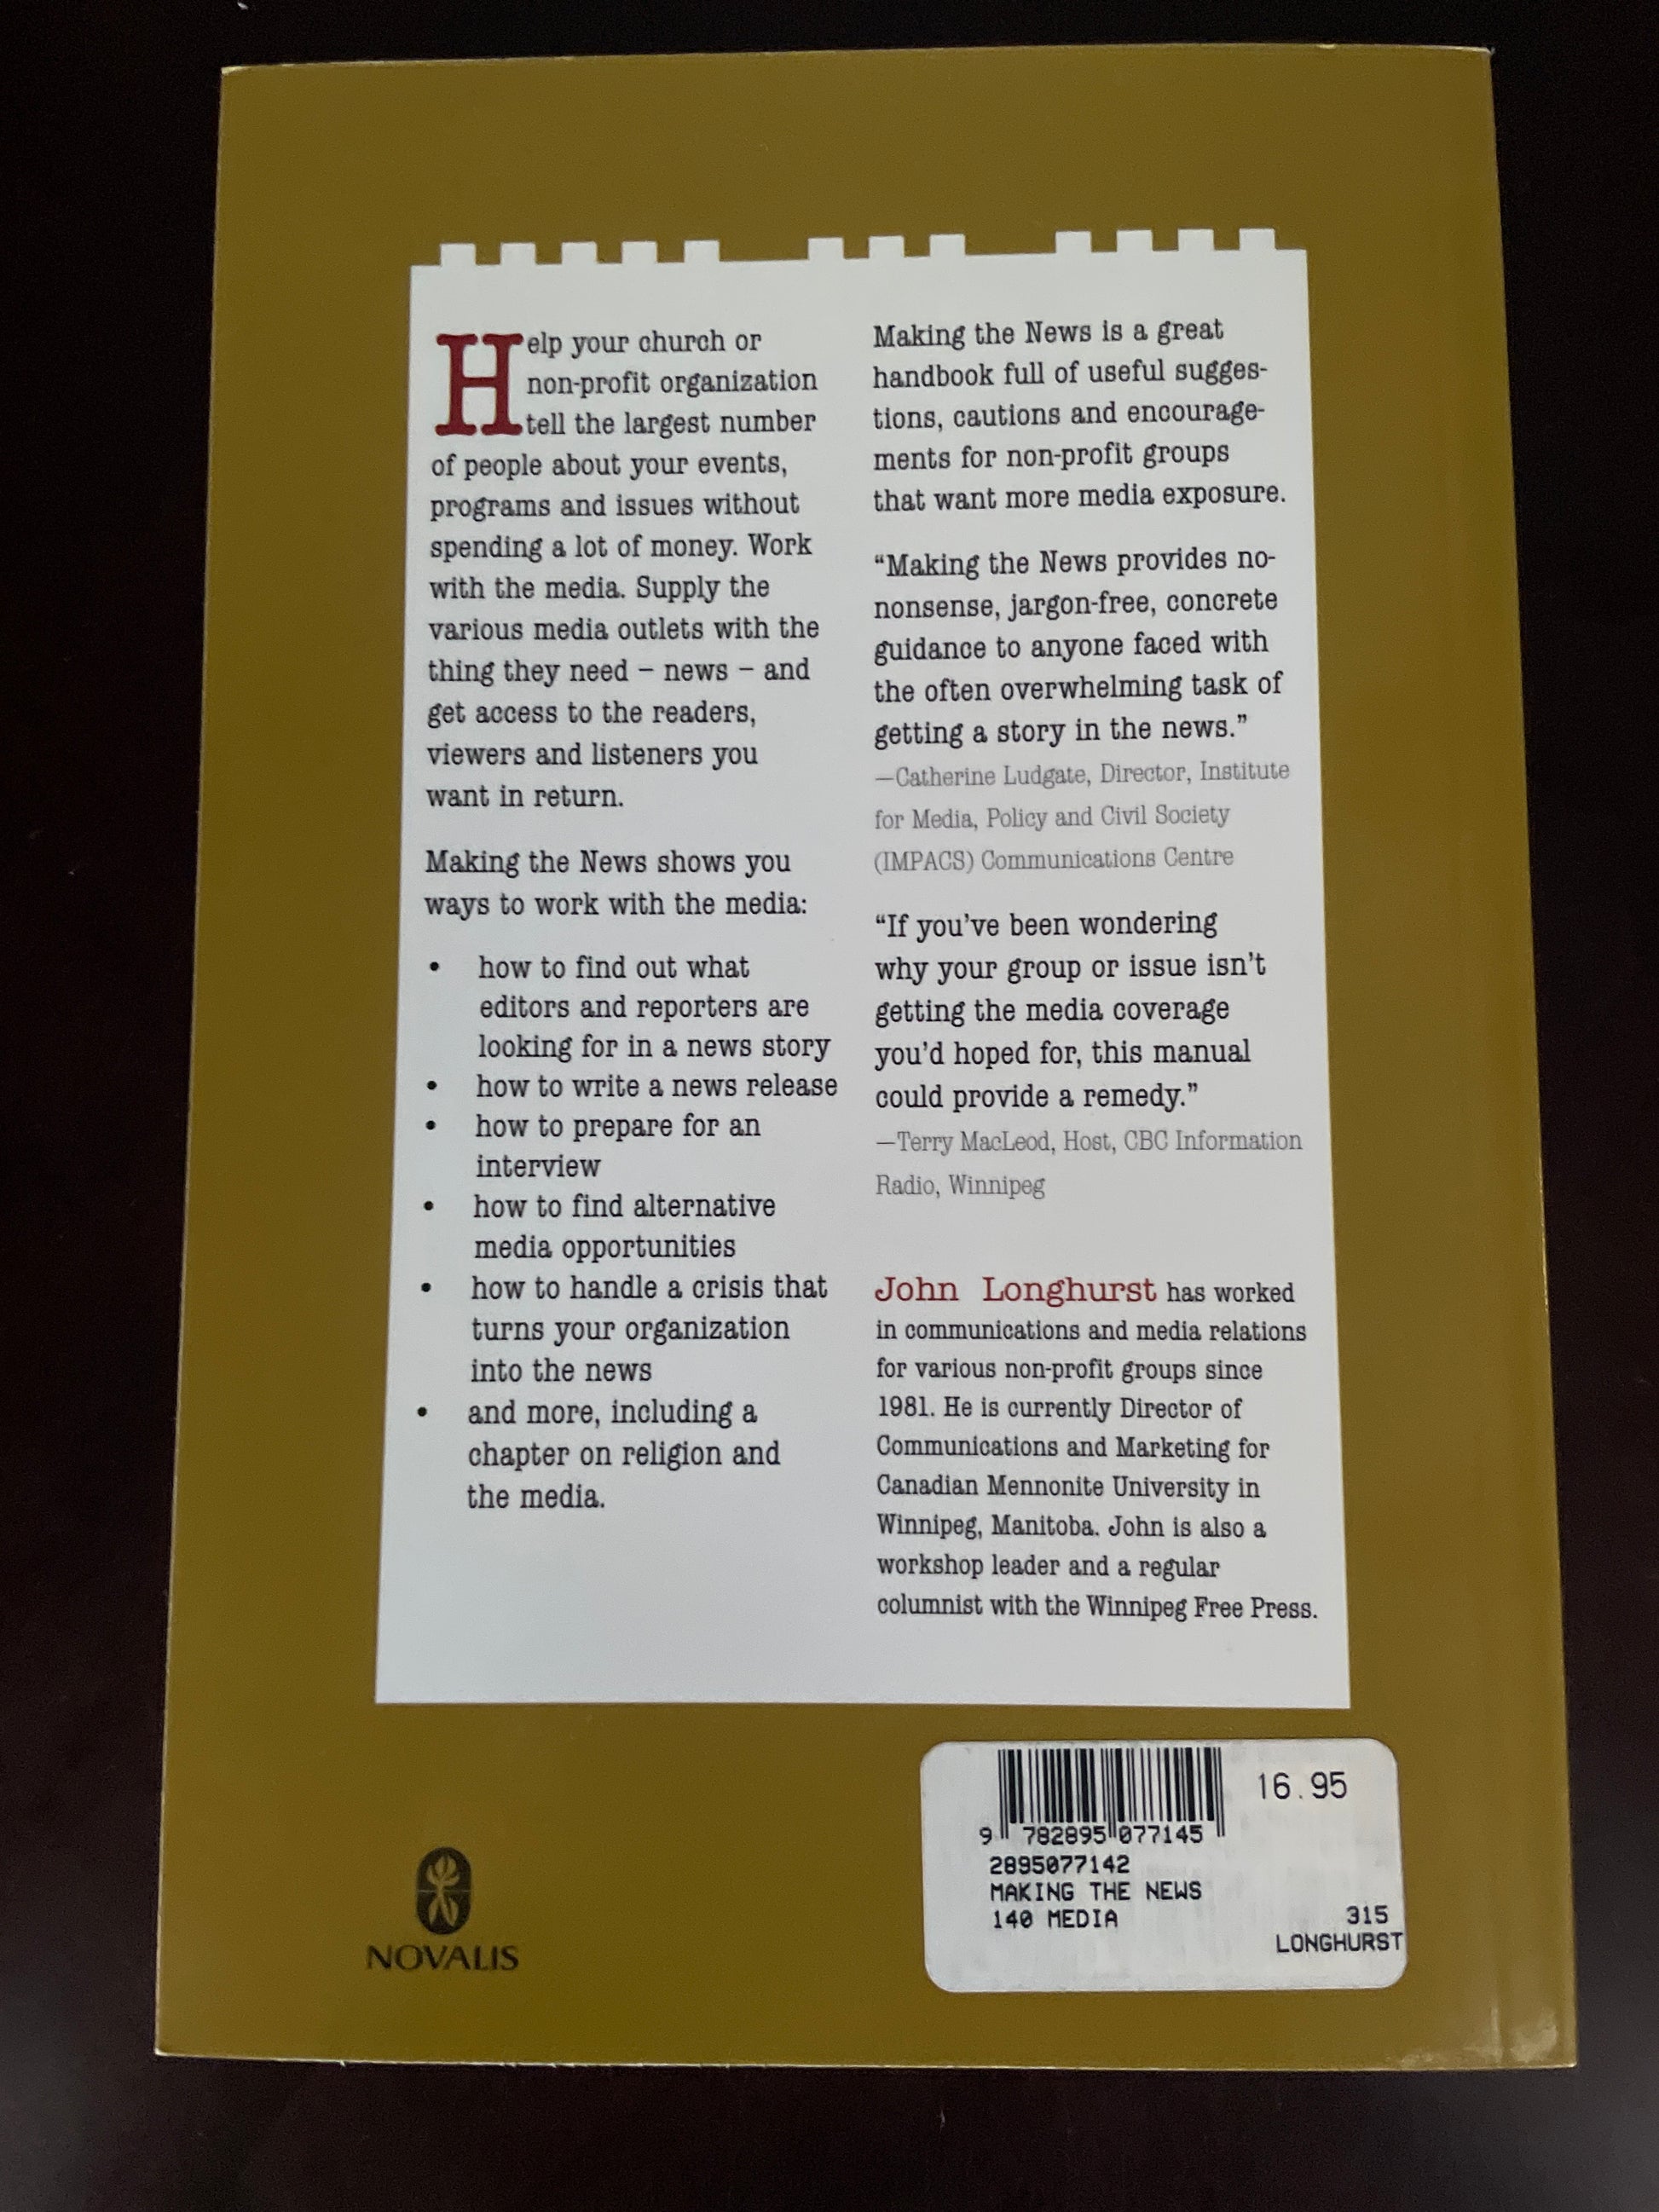 Help your church or
non-profit organization
tell the largest number
of people about your events,
programs and issues without
spending a lot of money. Work
with the media. Supply the
various media outlets with the
thing they need – news – and
get access to the readers,
viewers and listeners you
want in return.
Making the News shows you
ways to work with the media:
• how to find out what
editors and reporters are
looking for in a news story
• how to write a news release
• how to prepare for an
interview
• how to find alternative
media opportunities
• how to handle a crisis that
turns your organization
into the news
• and more, including a
chapter on religion and
the media.
Making the News is a great
handbook full of useful sugges-
tions, cautions and encourage-
ments for non-profit groups
that want more media exposure.
“Making the News provides no-
nonsense, jargon-free, concrete
guidance to anyone faced with
the often overwhelming task of
getting a story in the news.”
—Catherine Ludgate, Director, Institute
for Media, Policy and Civil Society
(IMPACS) Communications Centre
“If you’ve been wondering
why your group or issue isn’t
getting the media coverage
you’d hoped for, this manual
could provide a remedy.”
—Terry MacLeod, Host, CBC Information
Radio, Winnipeg
John Longhurst has worked
in communications and media relations
for various non-profit groups since
1981. He is currently Director of
Communications and Marketing for
Canadian Mennonite University in
Winnipeg, Manitoba. John is also a
workshop leader and a regular
columnist with the Winnipeg Free Press.
NOVALIS
16.95
9 782895 077145
2895077142
MAKING THE NEWS
140 MEDIA
315
LONGHURST